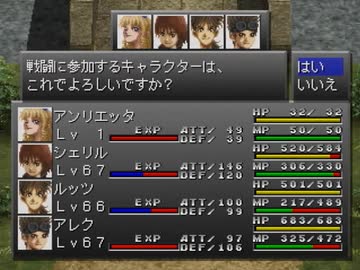 戦闘に参加するキャラクターは、
これでよろしいですか？
はい
いいえ
アンリエッタ
Lv 1 EXP ATT/ 49 DEF/ 39 HP 32/ 32 MP 50/ 50
シェリル
Lv67 EXP ATT/146 DEF/120 HP 520/584 MP 306/330
ルッツ
Lv66 EXP ATT/100 DEF/ 99 HP 501/501 MP 217/489
アレク
Lv67 EXP ATT/ 97 DEF/106 HP 683/683 MP 325/472